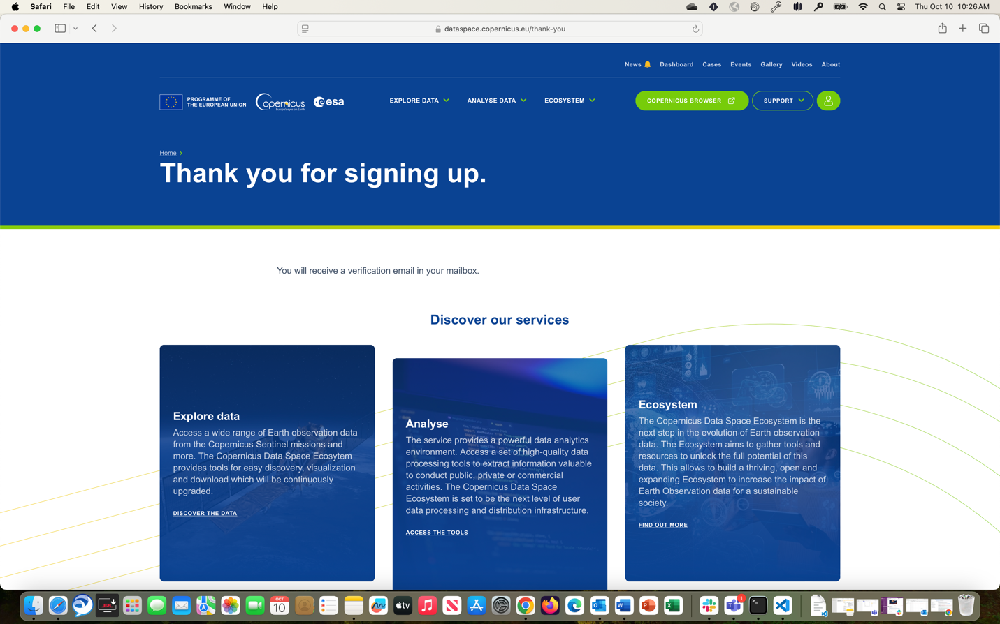 Safari File Edit View History Bookmarks Window Help
Thu Oct 10 10:26 AM
dataspace.copernicus.eu/thank-you
News Dashboard Cases Events Gallery Videos About
PROGRAMME OF
THE EUROPEAN UNION
opernicus
Europe's eyes on Earth
esa
EXPLORE DATA ANALYSE DATA ECOSYSTEM
COPERNICUS BROWSER
SUPPORT
Home
Thank you for signing up.
You will receive a verification email in your mailbox.
Discover our services
Explore data
Access a wide range of Earth observation data
from the Copernicus Sentinel missions and
more. The Copernicus Data Space Ecosytem
provides tools for easy discovery, visualization
and download which will be continuously
upgraded.
DISCOVER THE DATA
Analyse
The service provides a powerful data analytics
environment. Access a set of high-quality data
processing tools to extract information valuable
to conduct public, private or commercial
activities. The Copernicus Data Space
Ecosystem is set to be the next level of user
data processing and distribution infrastructure.
ACCESS THE TOOLS
Ecosystem
The Copernicus Data Space Ecosystem is the
next step in the evolution of Earth observation
data. The Ecosystem aims to gather tools and
resources to unlock the full potential of this
data. This allows to build a thriving, open and
expanding Ecosystem to increase the impact of
Earth Observation data for a sustainable
society.
FIND OUT MORE
JPL
OCT
10
tv
1